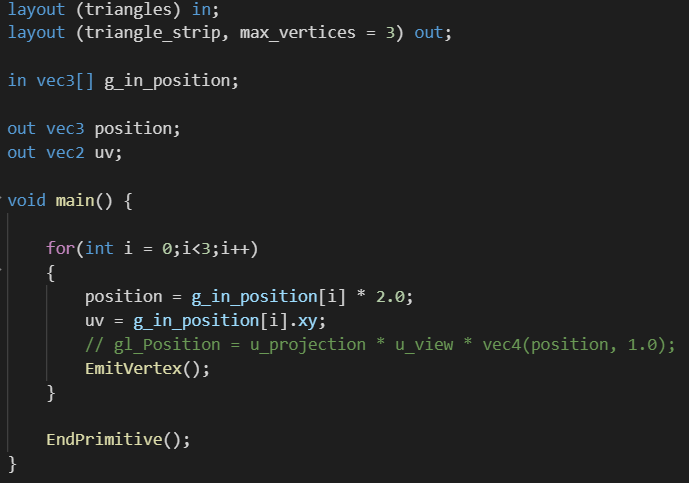 layout (triangles) in;
layout (triangle_strip, max_vertices = 3) out;
in vec3[] g_in_position;
out vec3 position;
out vec2 uv;
void main() {
for(int i = 0;i<3;i++)
{
position = g_in_position[i] * 2.0;
uv = g_in_position[i].xy;
// gl_Position = u_projection * u_view * vec4(position, 1.0);
EmitVertex();
}
EndPrimitive();
}